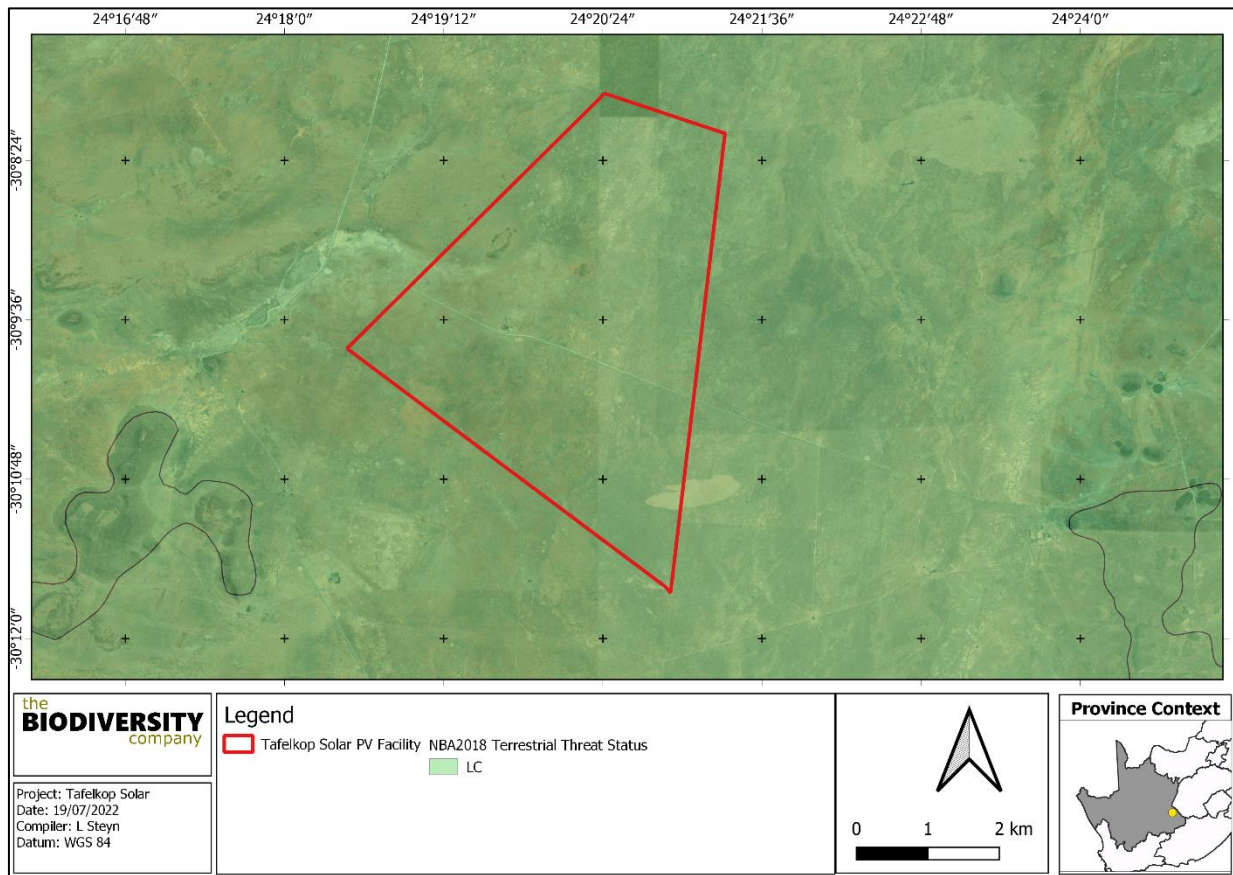 24°16'48" 24°18'0" 24°19'12" 24°20'24" 24°21'36" 24°22'48" 24°24'0"
-30°8'24"
-30°9'36"
-30°10'48"
-30°12'0"
the
BIODIVERSITY
company
Project: Tafelkop Solar
Date: 19/07/2022
Compiler: L Steyn
Datum: WGS 84
Legend
Tafelkop Solar PV Facility NBA2018 Terrestrial Threat Status
LC
0 1 2 km
Province Context